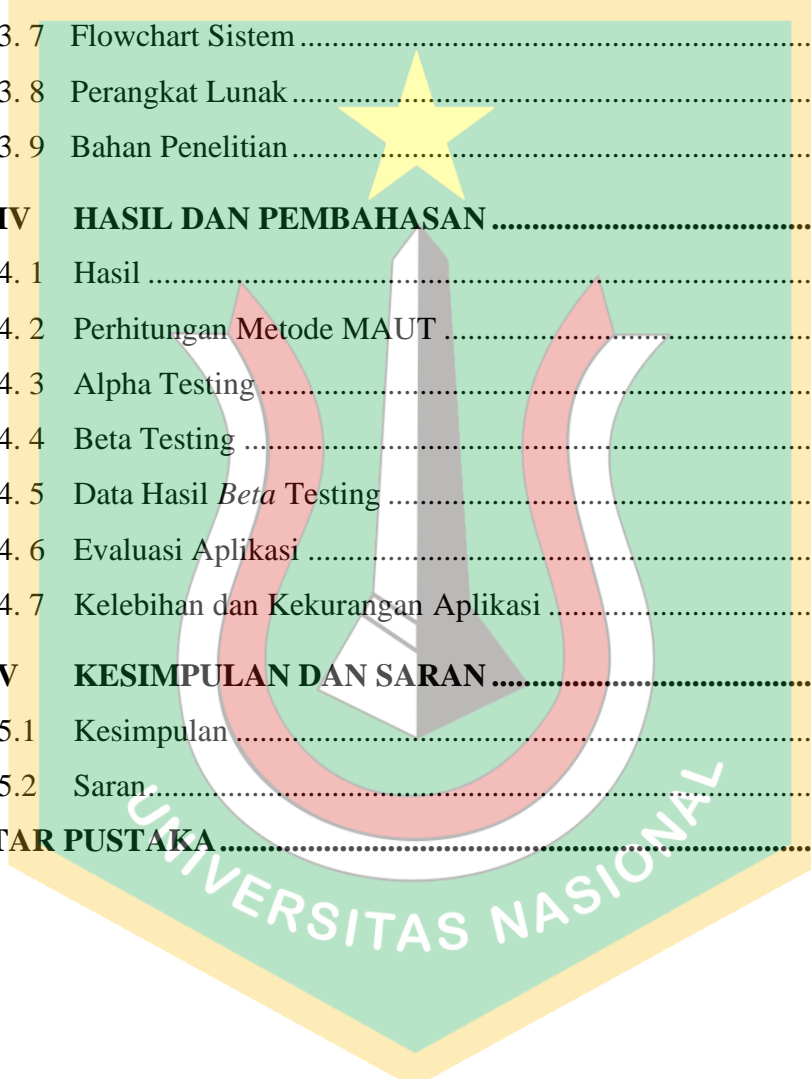 3. 7 Flowchart Sistem ................................................................
3. 8 Perangkat Lunak ................................................................
3. 9 Bahan Penelitian ................................................................
IV HASIL DAN PEMBAHASAN ........................................
4. 1 Hasil ................................................................
4. 2 Perhitungan Metode MAUT ................................................
4. 3 Alpha Testing ................................................................
4. 4 Beta Testing ................................................................
4. 5 Data Hasil Beta Testing ................................................
4. 6 Evaluasi Aplikasi ................................................................
4. 7 Kelebihan dan Kekurangan Aplikasi ................................
V KESIMPULAN DAN SARAN ........................................
5.1 Kesimpulan ................................................................
5.2 Saran ................................................................
TAR PUSTAKA ................................................................
UNIVERSITAS NASIONAL